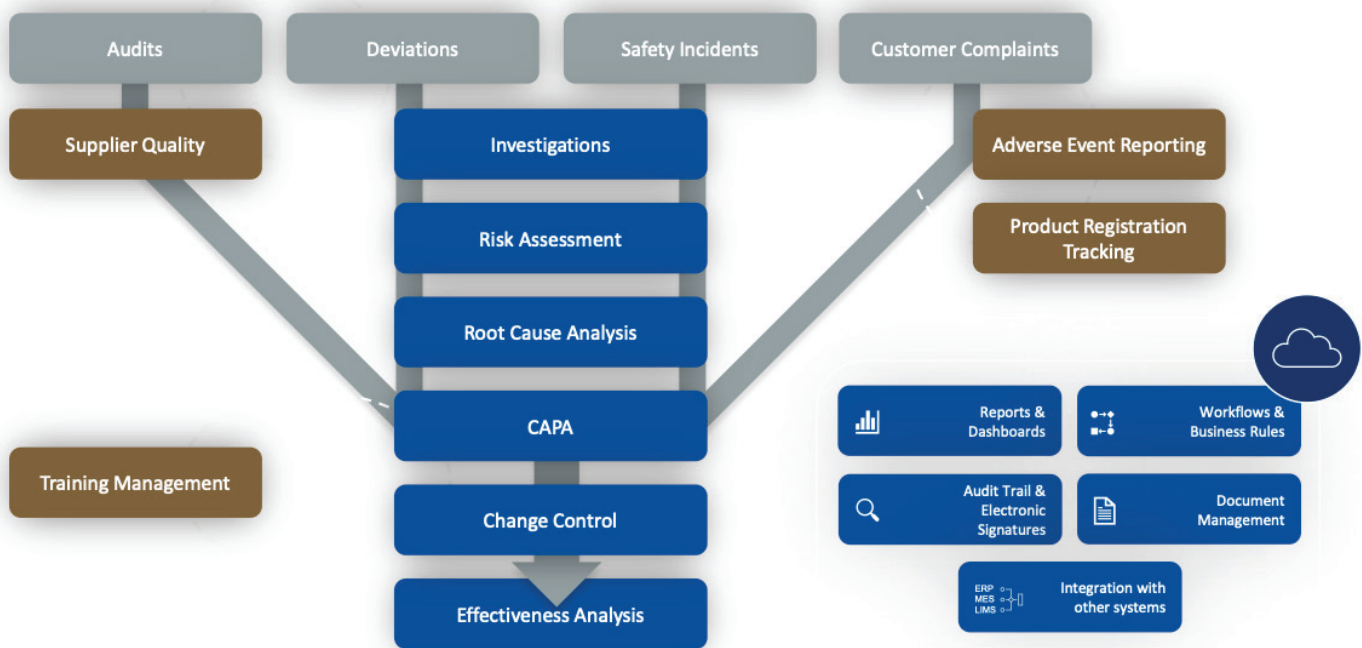 Audits
Deviations
Safety Incidents
Customer Complaints
Supplier Quality
Investigations
Adverse Event Reporting
Risk Assessment
Product Registration
Tracking
Root Cause Analysis
CAPA
Training Management
Change Control
Effectiveness Analysis
Reports &
Dashboards
Workflows &
Business Rules
Audit Trail &
Electronic
Signatures
Document
Management
ERP
MES
LIMS
Integration with
other systems